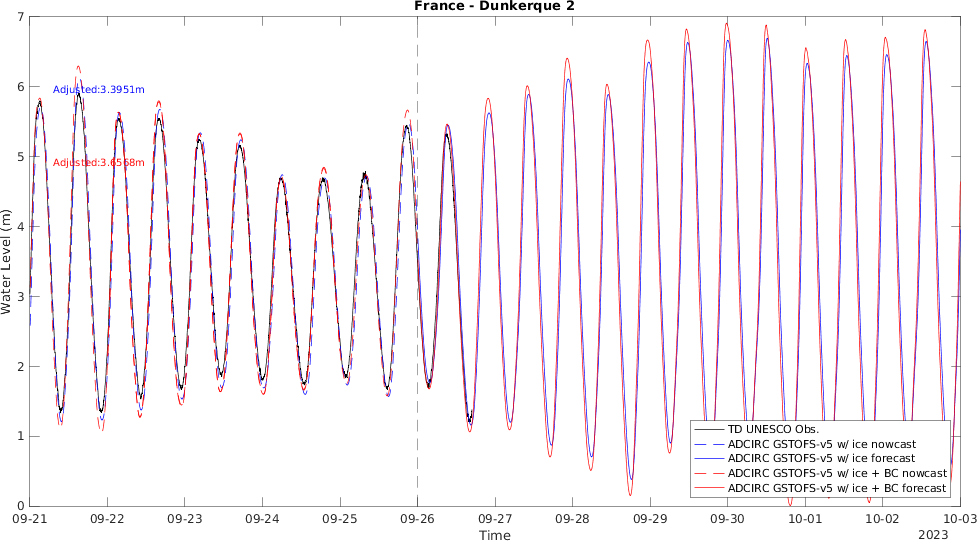 France - Dunkerque 2
7
6
5
4
3
2
1
0
Water Level (m)
Adjusted:3.3951m
Adjusted:3.6568m
TD UNESCO Obs.
ADCIRC GSTOFS-v5 w/ ice nowcast
ADCIRC GSTOFS-v5 w/ ice forecast
ADCIRC GSTOFS-v5 w/ ice + BC nowcast
ADCIRC GSTOFS-v5 w/ ice + BC forecast
09-21 09-22 09-23 09-24 09-25 09-26 09-27 09-28 09-29 09-30 10-01 10-02 10-03
Time
2023